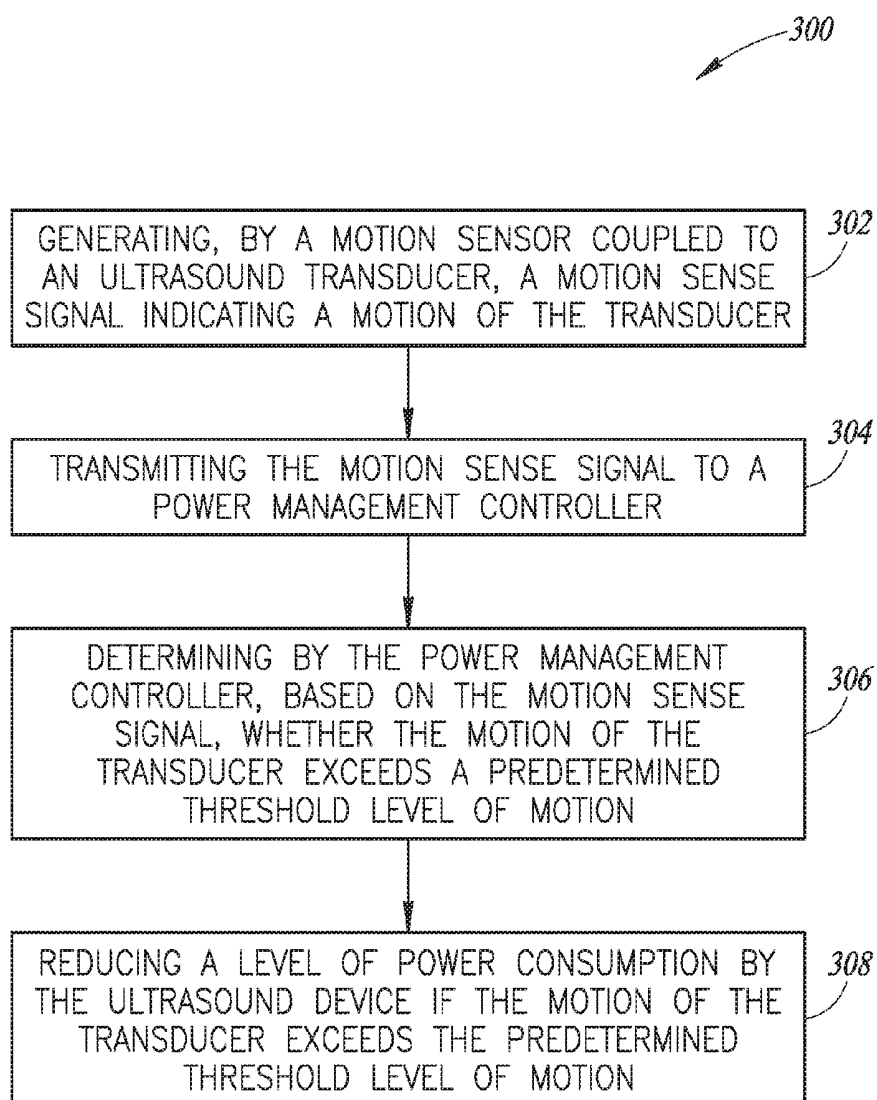 300
GENERATING, BY A MOTION SENSOR COUPLED TO
AN ULTRASOUND TRANSDUCER, A MOTION SENSE
SIGNAL INDICATING A MOTION OF THE TRANSDUCER
302
TRANSMITTING THE MOTION SENSE SIGNAL TO A
POWER MANAGEMENT CONTROLLER
304
DETERMINING BY THE POWER MANAGEMENT
CONTROLLER, BASED ON THE MOTION SENSE
SIGNAL, WHETHER THE MOTION OF THE
TRANSDUCER EXCEEDS A PREDETERMINED
THRESHOLD LEVEL OF MOTION
306
REDUCING A LEVEL OF POWER CONSUMPTION BY
THE ULTRASOUND DEVICE IF THE MOTION OF THE
TRANSDUCER EXCEEDS THE PREDETERMINED
THRESHOLD LEVEL OF MOTION
308